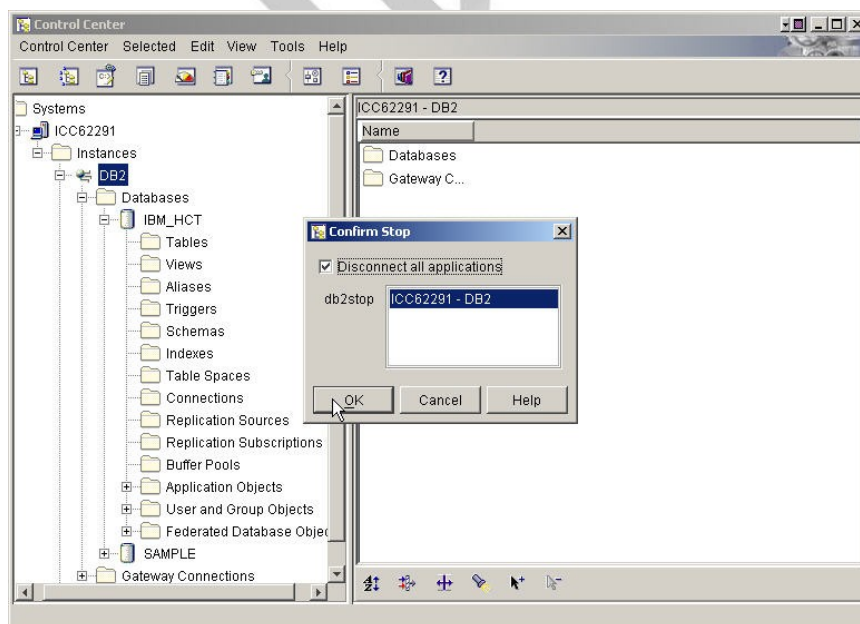 Control Center
Control Center Selected Edit View Tools Help
Systems
ICC62291
Instances
DB2
Databases
IBM_HCT
Tables
Views
Aliases
Triggers
Schemas
Indexes
Table Spaces
Connections
Replication Sources
Replication Subscriptions
Buffer Pools
Application Objects
User and Group Objects
Federated Database Objec
SAMPLE
Gateway Connections
ICC62291 - DB2
Name
Databases
Gateway C...
Confirm Stop
Disconnect all applications
db2stop ICC62291 - DB2
OK Cancel Help